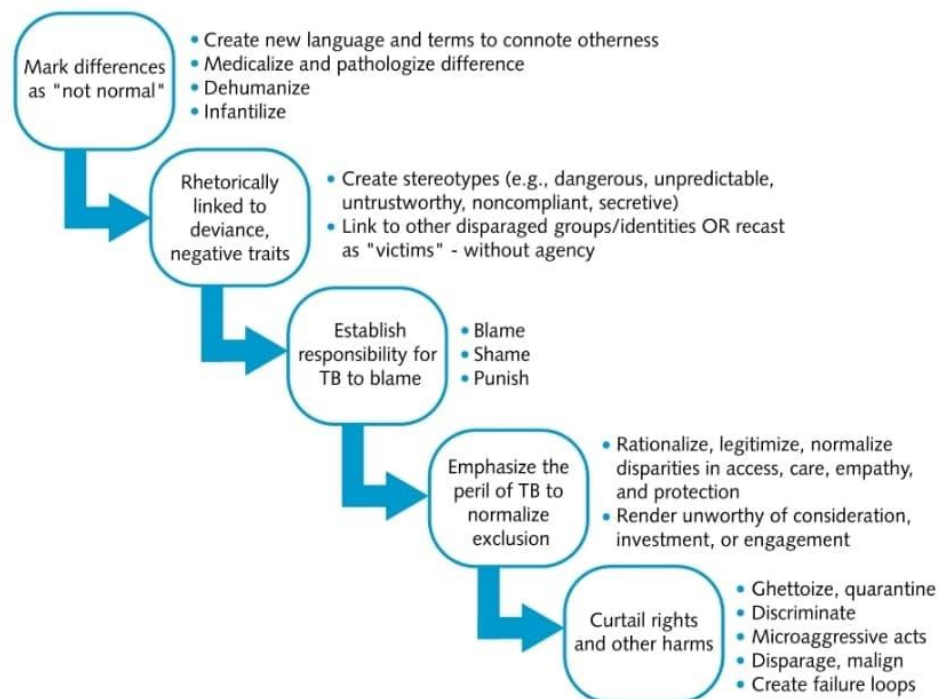 Mark differences
as "not normal"
• Create new language and terms to connote otherness
• Medicalize and pathologize difference
• Dehumanize
• Infantilize
Rhetorically
linked to
deviance,
negative traits
• Create stereotypes (e.g., dangerous, unpredictable,
untrustworthy, noncompliant, secretive)
• Link to other disparaged groups/identities OR recast
as "victims" - without agency
Establish
responsibility for
TB to blame
• Blame
• Shame
• Punish
Emphasize the
peril of TB to
normalize
exclusion
• Rationalize, legitimize, normalize
disparities in access, care, empathy,
and protection
• Render unworthy of consideration,
investment, or engagement
Curtail rights
and other harms
• Ghettoize, quarantine
• Discriminate
• Microaggressive acts
• Disparage, malign
• Create failure loops